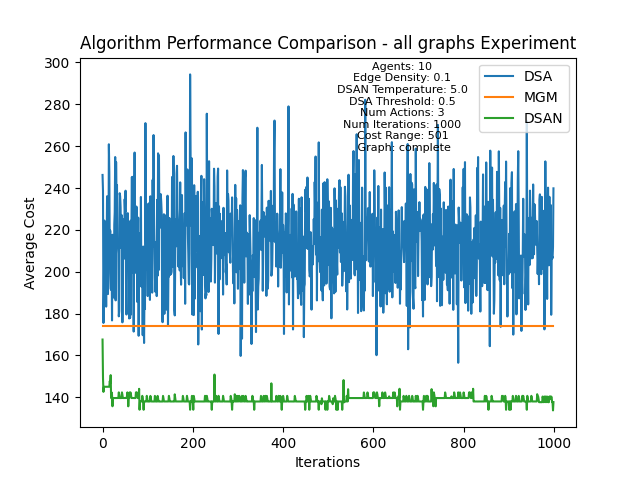 Algorithm Performance Comparison - all graphs Experiment
Agents: 10
Edge Density: 0.1
DSAN Temperature: 5.0
DSA Threshold: 0.5
Num Actions: 3
Num Iterations: 1000
Cost Range: 501
Graph: complete
DSA
MGM
DSAN
Average Cost
300
280
260
240
220
200
180
160
140
0
200
400
600
800
1000
Iterations